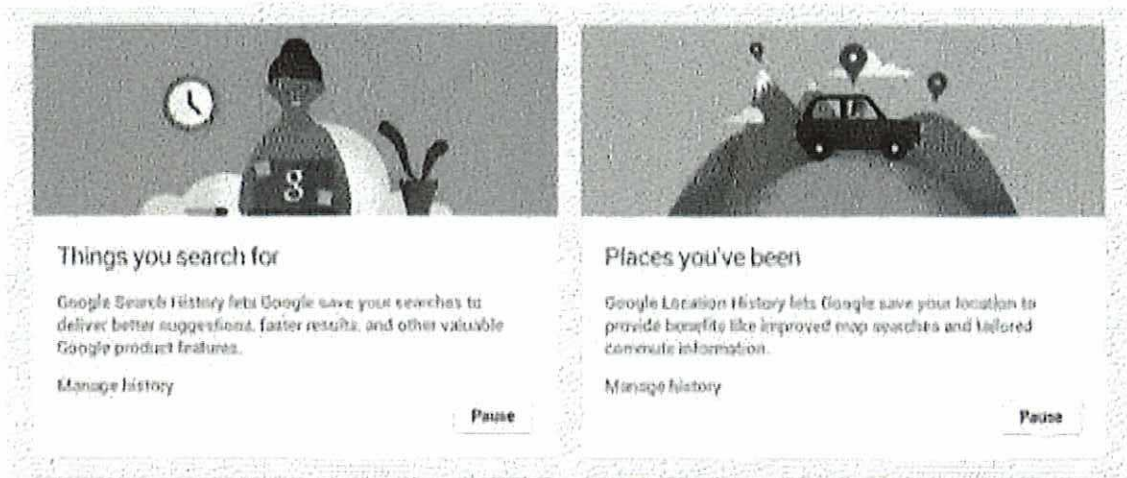 g
Things you search for
Google Search History lets Google save your searches to
deliver better suggestions, faster results, and other valuable
Google product features.
Manage history
Pause
Places you've been
Google Location History lets Google save your location to
provide benefits like improved map searches and tailored
commute information.
Manage history
Pause